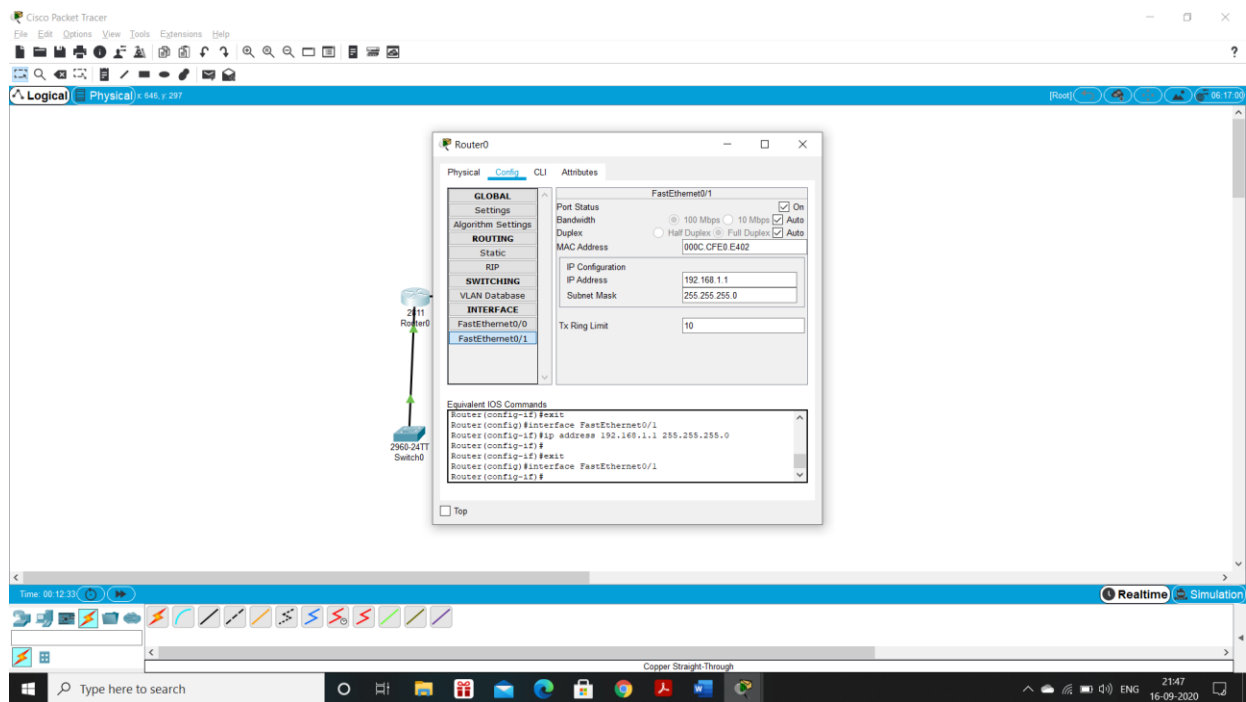 Cisco Packet Tracer
File Edit Options View Tools Extensions Help
?
Logical
Physical
x: 646, y: 297
[Root]
06:17:00
Router0
Physical Config CLI Attributes
GLOBAL
Settings
Algorithm Settings
ROUTING
Static
RIP
SWITCHING
VLAN Database
INTERFACE
FastEthernet0/0
FastEthernet0/1
FastEthernet0/1
Port Status On
Bandwidth 100 Mbps 10 Mbps Auto
Duplex Half Duplex Full Duplex Auto
MAC Address 000C.CFE0.E402
IP Configuration
IP Address 192.168.1.1
Subnet Mask 255.255.255.0
Tx Ring Limit 10
Equivalent IOS Commands
Router(config-if)#exit
Router(config)#interface FastEthernet0/1
Router(config-if)#ip address 192.168.1.1 255.255.255.0
Router(config-if)#
Router(config-if)#exit
Router(config)#interface FastEthernet0/1
Router(config-if)#
Top
Router0
2960-24TT
Switch0
Time: 00:12:33
Realtime
Simulation
Copper Straight-Through
Type here to search
ENG
21:47
16-09-2020